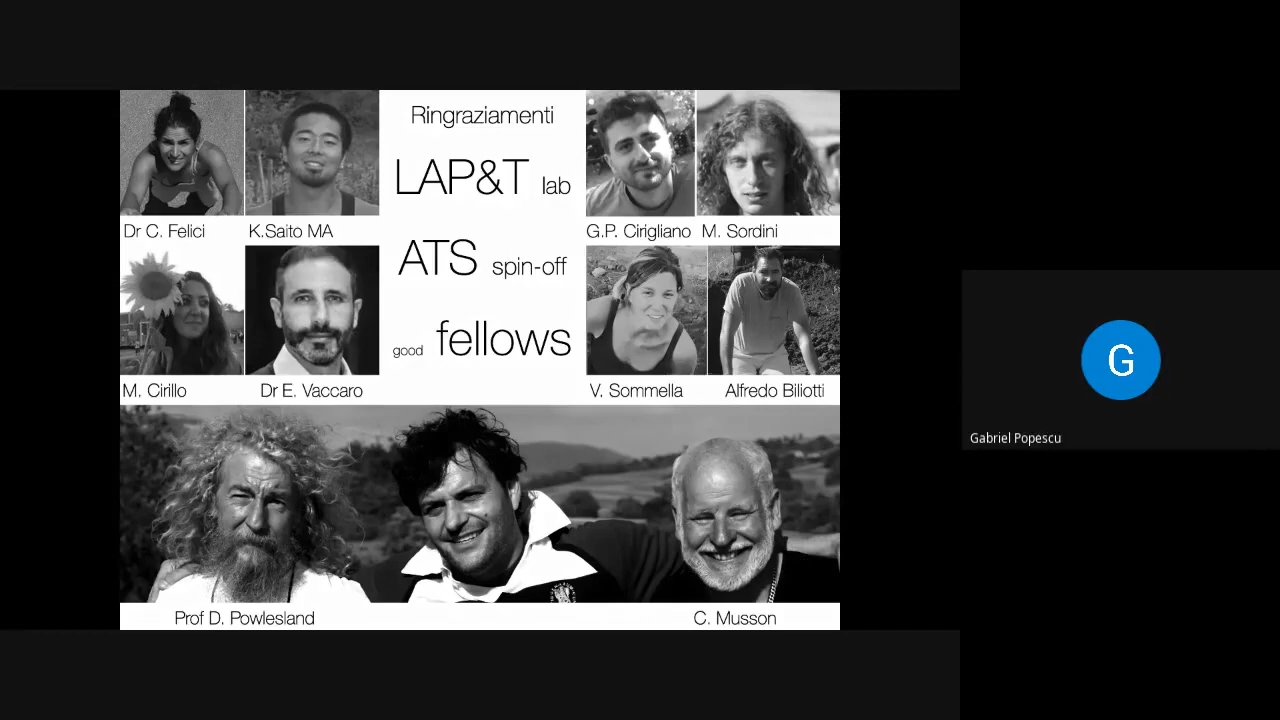 Ringraziamenti
LAP&T lab
ATS spin-off
good fellows
Dr C. Felici
K.Saito MA
G.P. Cirigliano
M. Sordini
M. Cirillo
Dr E. Vaccaro
V. Sommella
Alfredo Biliotti
Prof D. Powlesland
C. Musson
G
Gabriel Popescu